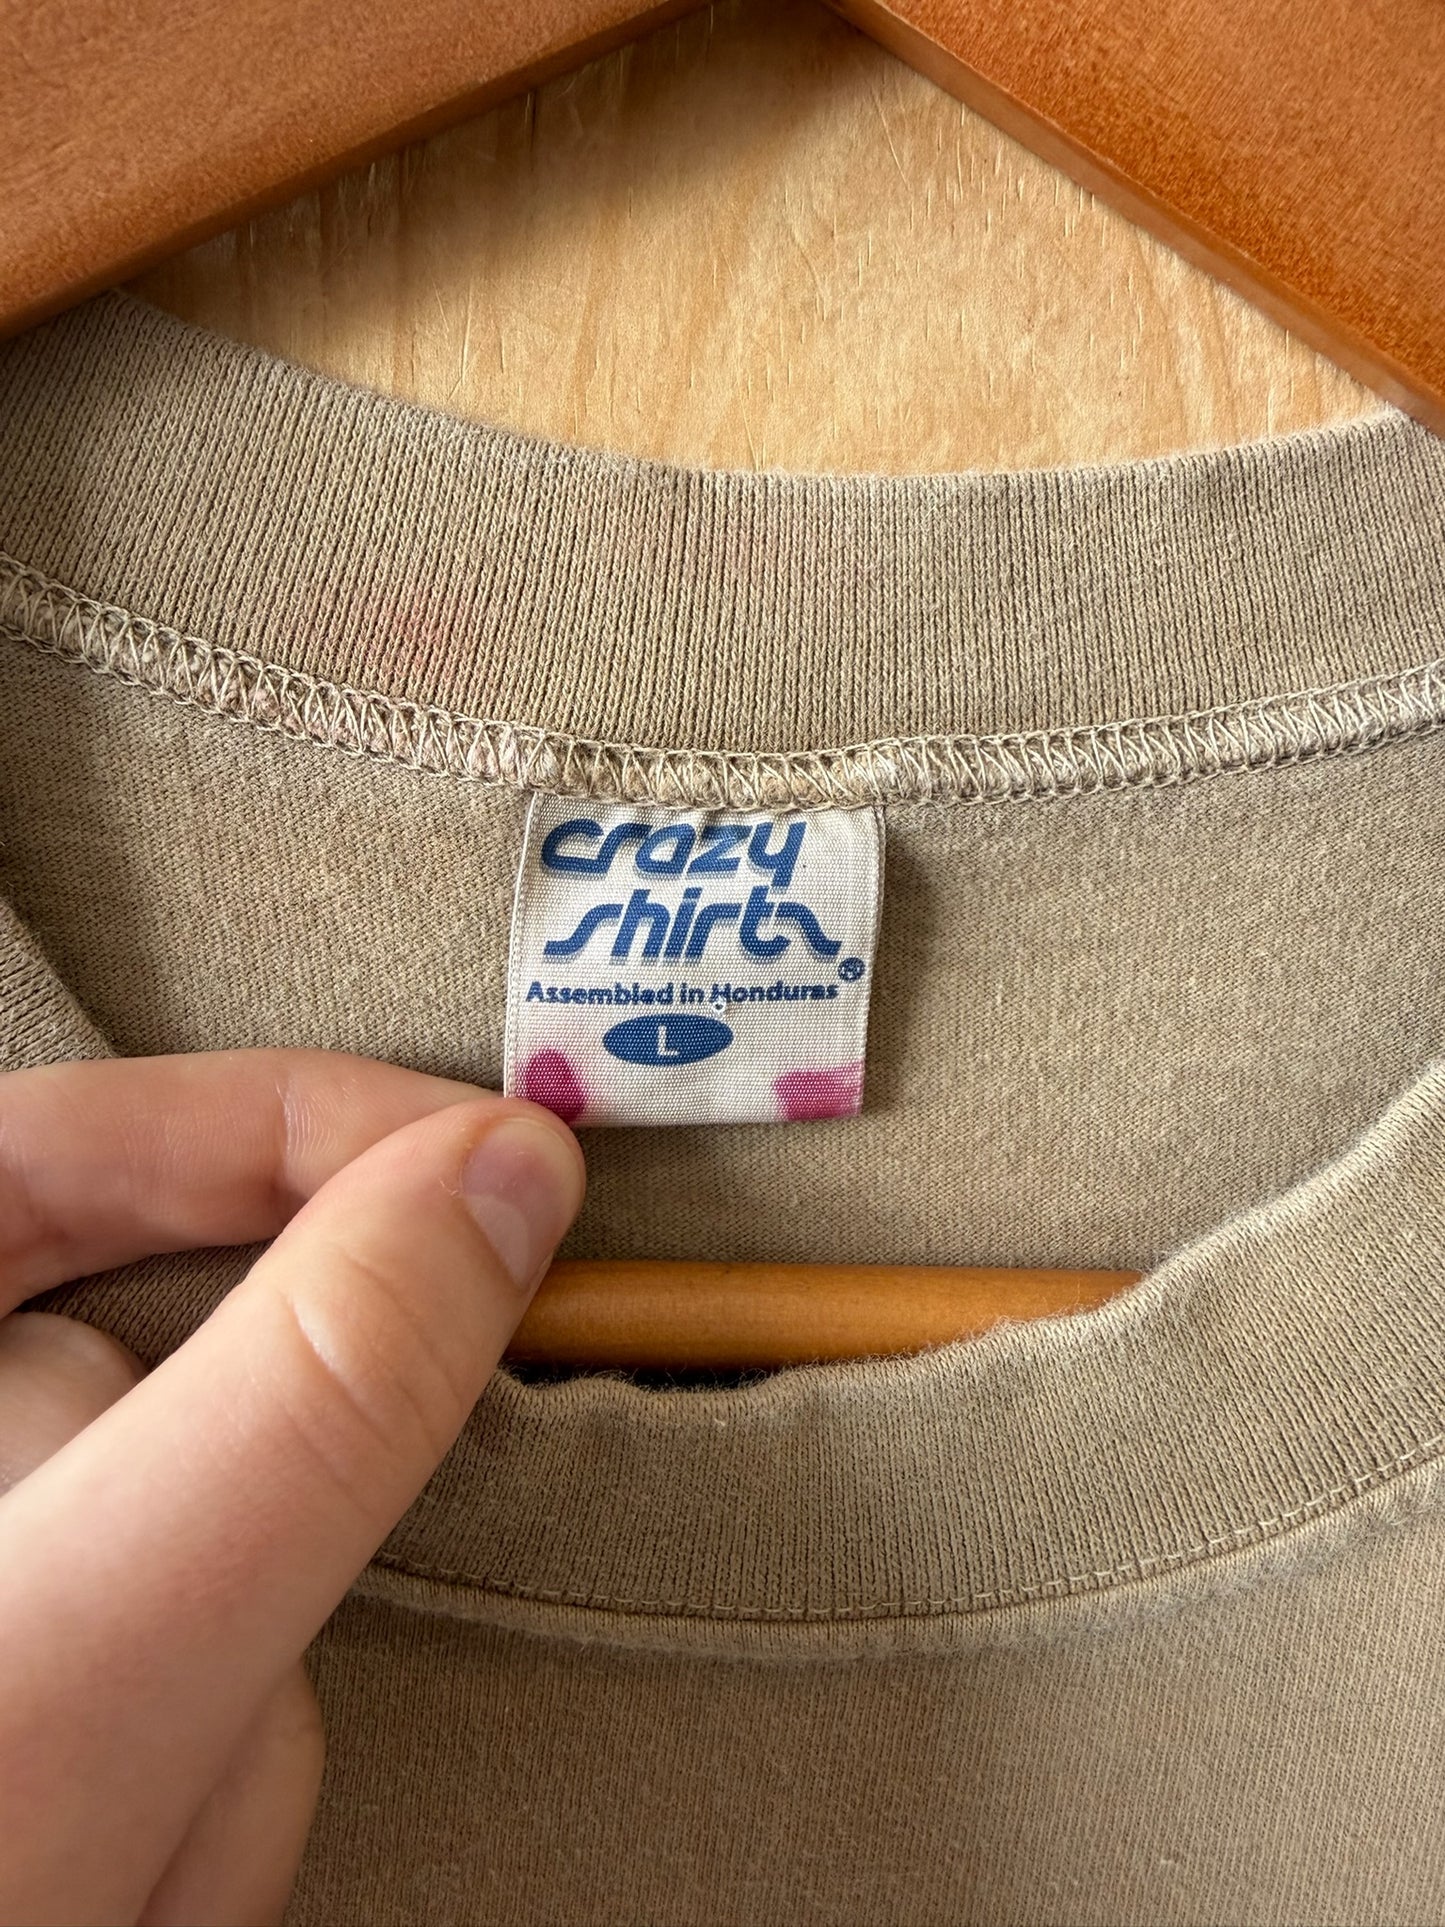 crazy
shirts®
Assembled in Honduras
L